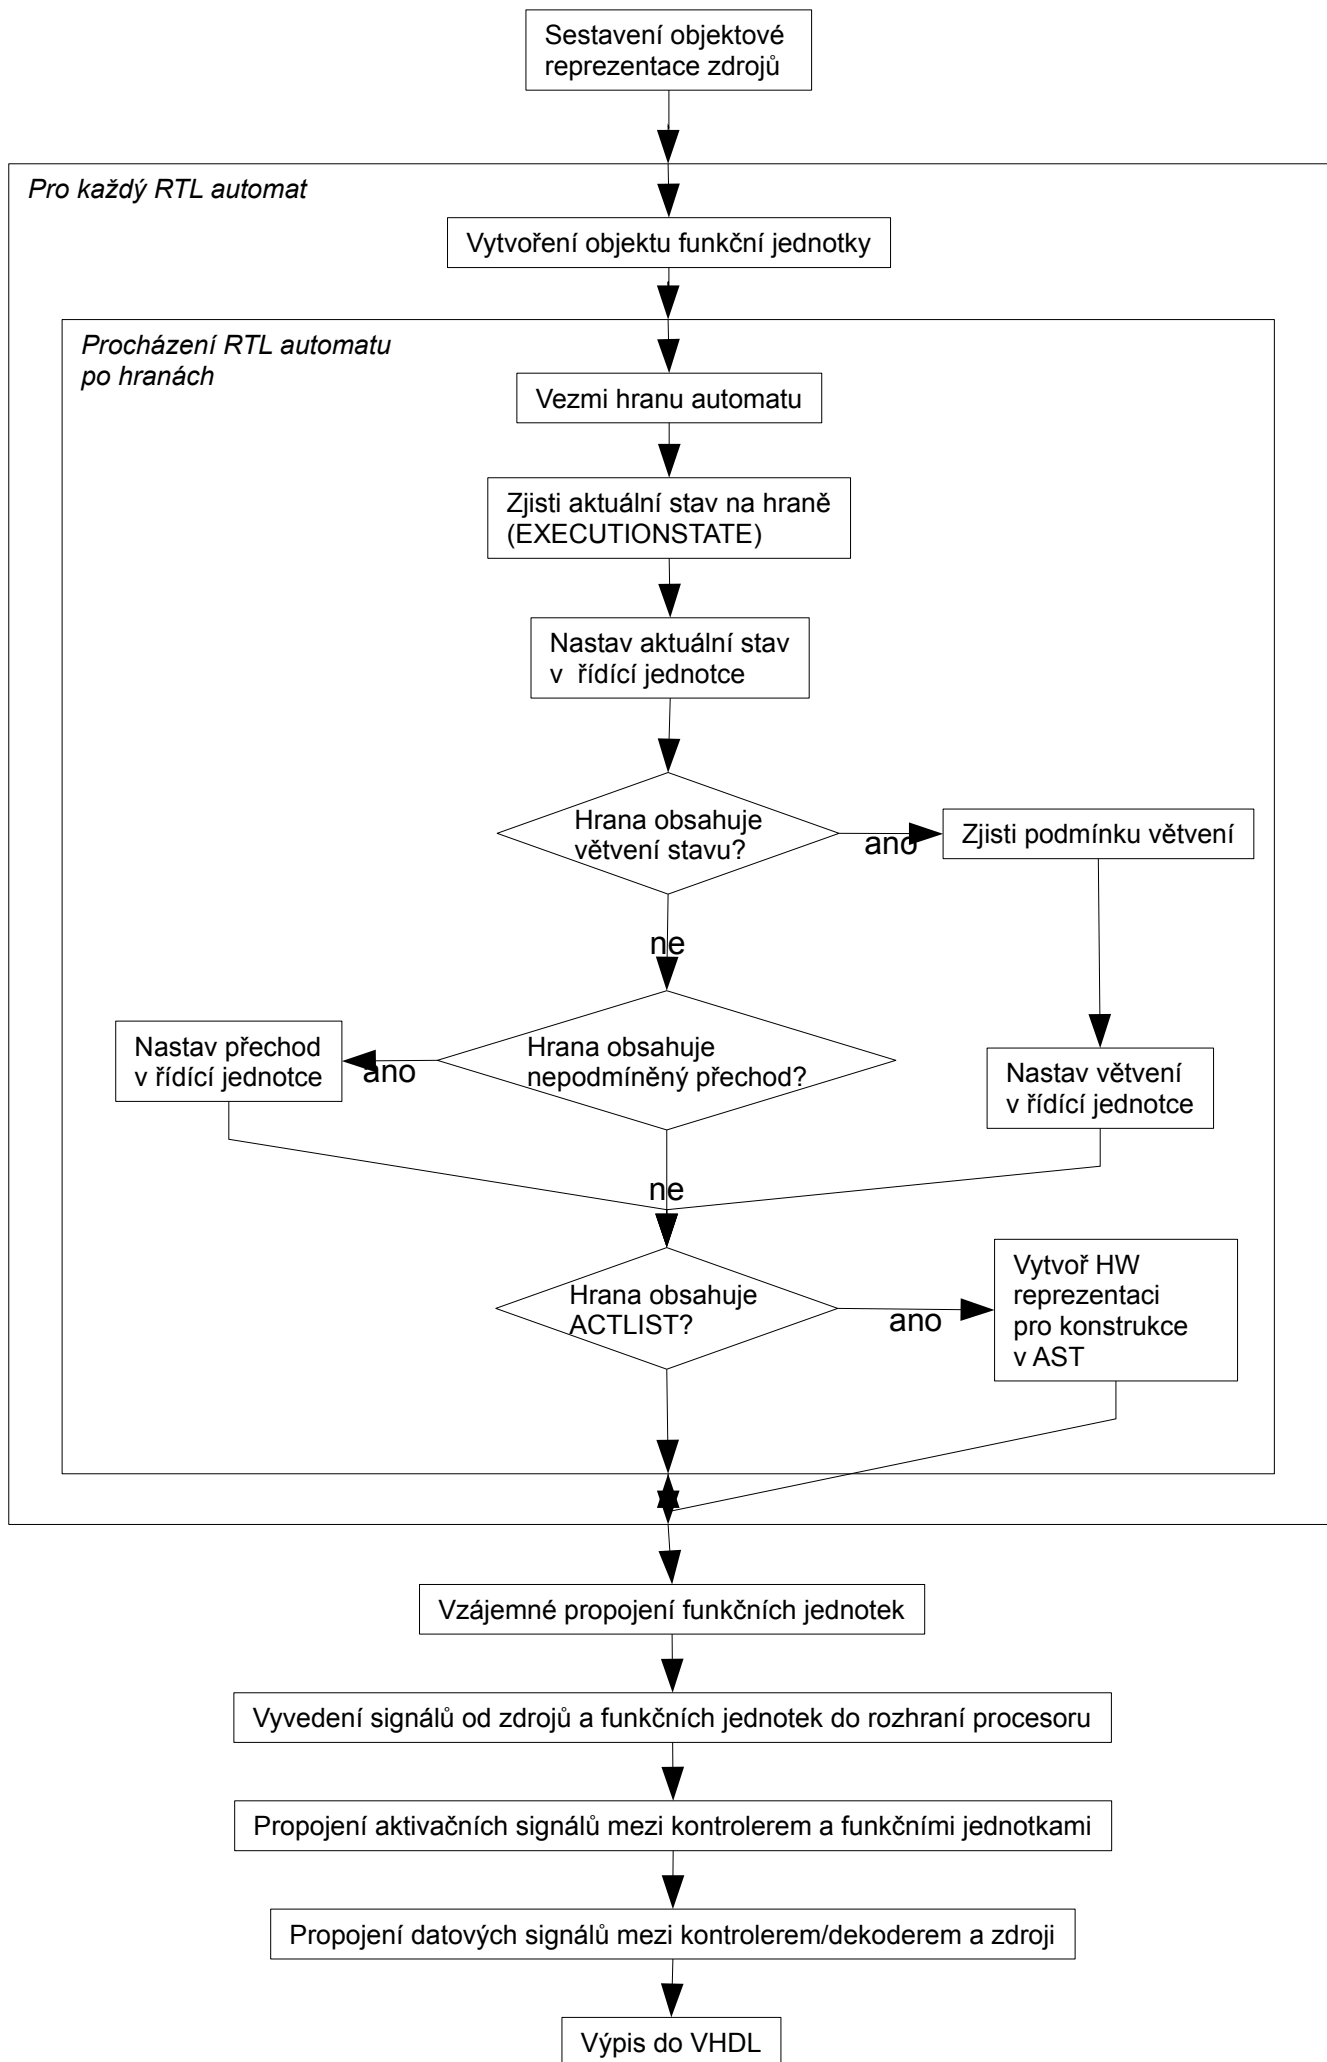 Sestavení objektové
reprezentace zdrojů
Pro každý RTL automat
Vytvoření objektu funkční jednotky
Procházení RTL automatu
po hranách
Vezmi hranu automatu
Zjisti aktuální stav na hraně
(EXECUTIONSTATE)
Nastav aktuální stav
v řídící jednotce
Hrana obsahuje
větvení stavu?
ano
Zjisti podmínku větvení
ne
Nastav přechod
v řídící jednotce
ano
Hrana obsahuje
nepodmíněný přechod?
Nastav větvení
v řídící jednotce
ne
Hrana obsahuje
ACTLIST?
ano
Vytvoř HW
reprezentaci
pro konstrukce
v AST
Vzájemné propojení funkčních jednotek
Vyvedení signálů od zdrojů a funkčních jednotek do rozhraní procesoru
Propojení aktivačních signálů mezi kontrolerem a funkčními jednotkami
Propojení datových signálů mezi kontrolerem/dekoderem a zdroji
Výpis do VHDL